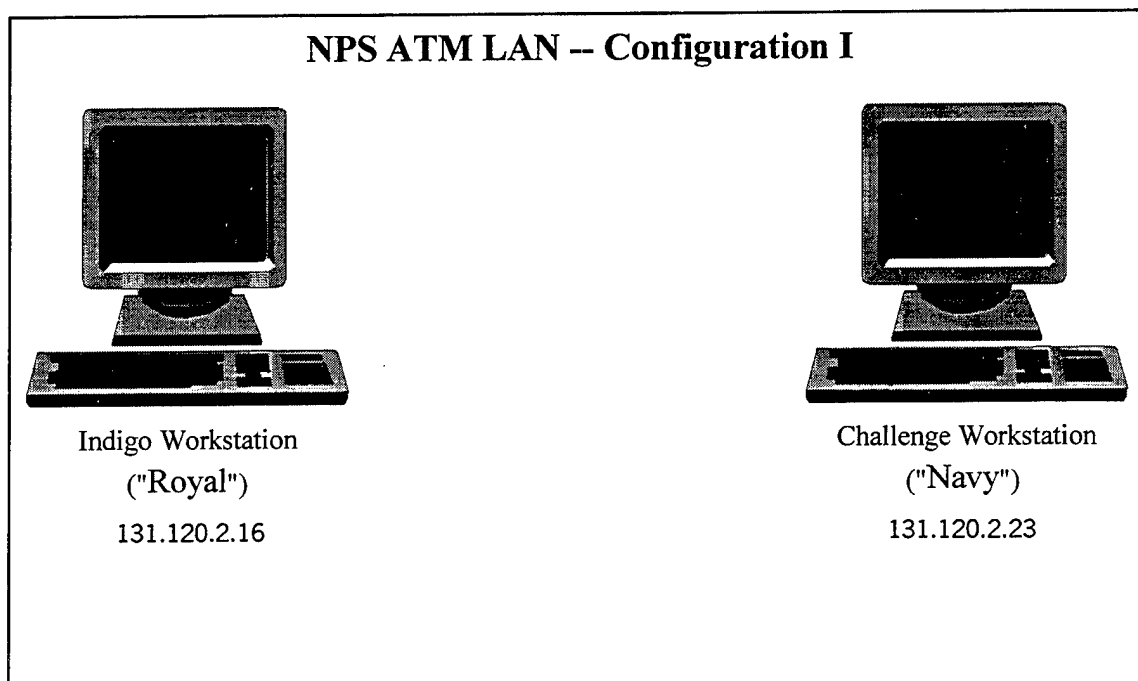 NPS ATM LAN -- Configuration I
Indigo Workstation
("Royal")
131.120.2.16
Challenge Workstation
("Navy")
131.120.2.23